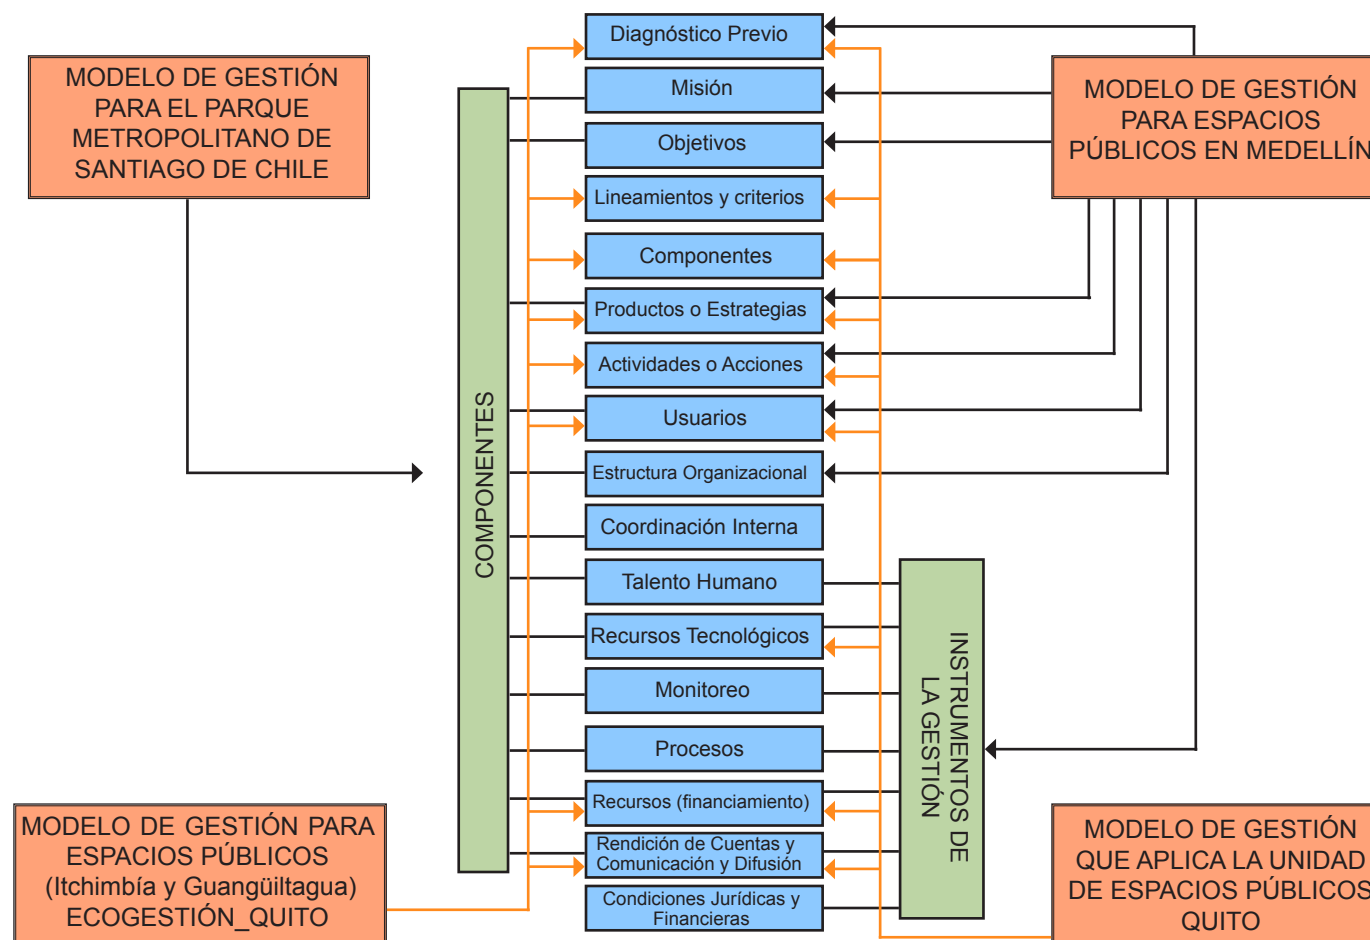 Diagnóstico Previo
MODELO DE GESTIÓN
PARA EL PARQUE
METROPOLITANO DE
SANTIAGO DE CHILE
Misión
Objetivos
Lineamientos y criterios
Componentes
Productos o Estrategias
Actividades o Acciones
Usuarios
Estructura Organizacional
Coordinación Interna
Talento Humano
Recursos Tecnológicos
Monitoreo
Procesos
Recursos (financiamiento)
Rendición de Cuentas y
Comunicación y Difusión
Condiciones Jurídicas y
Financieras
COMPONENTES
MODELO DE GESTIÓN
PARA ESPACIOS
PÚBLICOS EN MEDELLÍN
INSTRUMENTOS DE
LA GESTIÓN
MODELO DE GESTIÓN PARA
ESPACIOS PÚBLICOS
(Itchimbía y Guangüiltagua)
ECOGESTIÓN_QUITO
MODELO DE GESTIÓN
QUE APLICA LA UNIDAD
DE ESPACIOS PÚBLICOS
QUITO